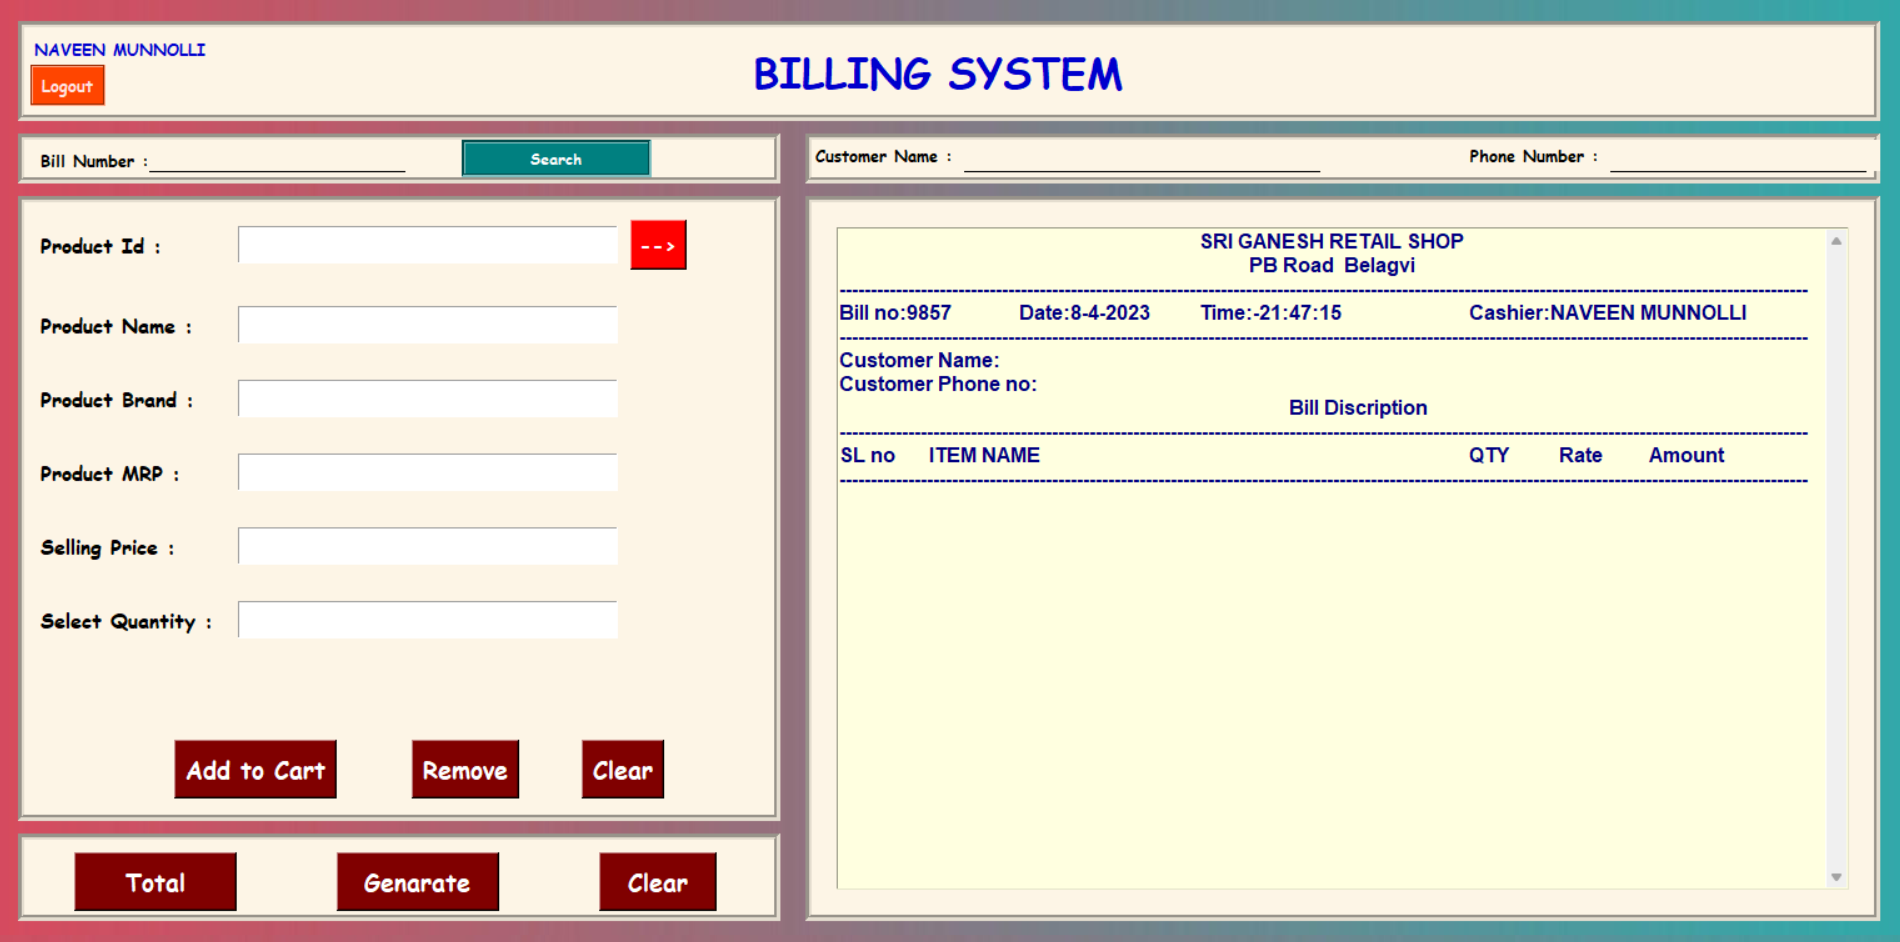 NAVEEN MUNNOLLI
Logout
BILLING SYSTEM
Bill Number :
Search
Customer Name :
Phone Number :
Product Id :
-->
Product Name :
Product Brand :
Product MRP :
Selling Price :
Select Quantity :
Add to Cart
Remove
Clear
Total
Genarate
Clear
SRI GANESH RETAIL SHOP
PB Road Belagvi
Bill no:9857 Date:8-4-2023 Time:-21:47:15 Cashier:NAVEEN MUNNOLLI
Customer Name:
Customer Phone no:
Bill Discription
SL no ITEM NAME QTY Rate Amount